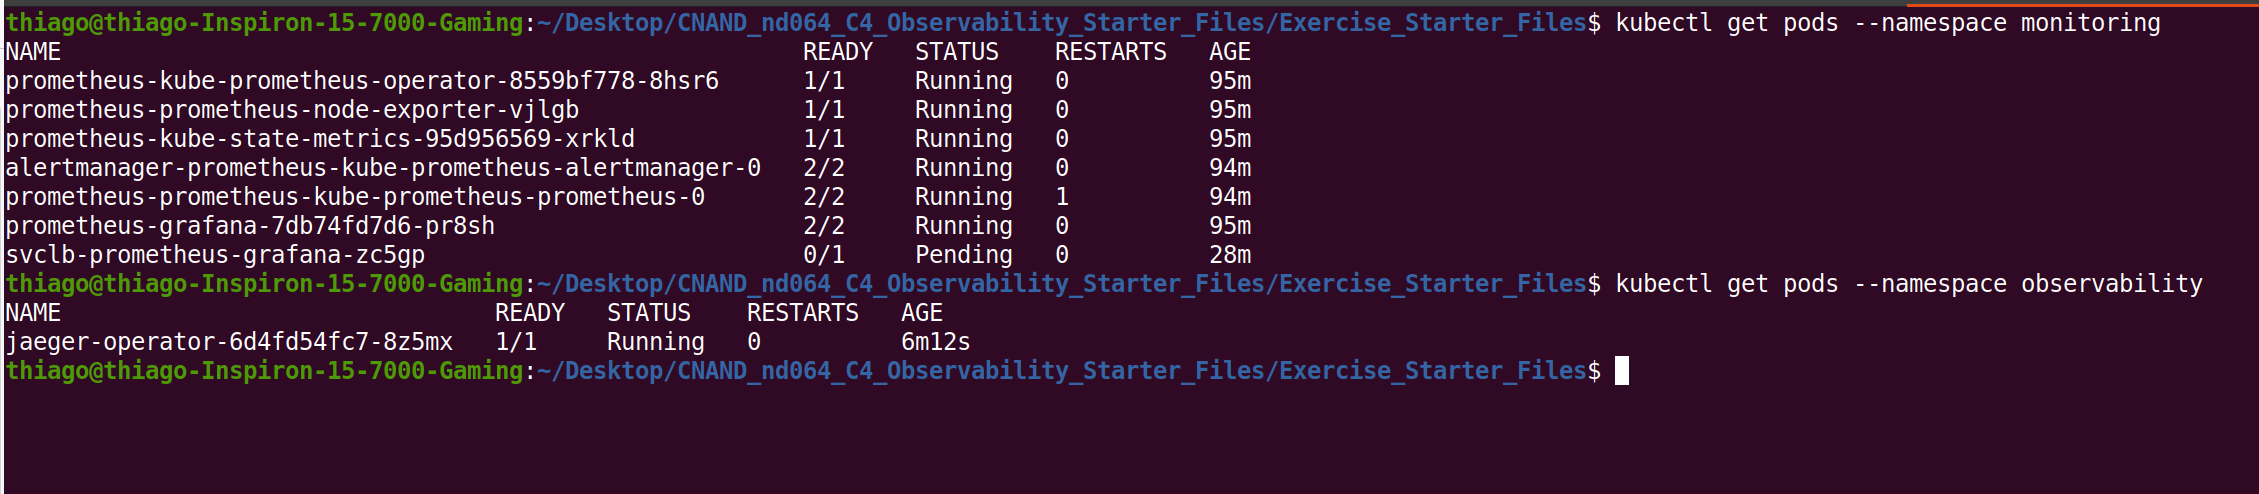 thiago@thiago-Inspiron-15-7000-Gaming:~/Desktop/CNAND_nd064_C4_Observability_Starter_Files/Exercise_Starter_Files$ kubectl get pods --namespace monitoring
NAME READY STATUS RESTARTS AGE
prometheus-kube-prometheus-operator-8559bf778-8hsr6 1/1 Running 0 95m
prometheus-prometheus-node-exporter-vjlgb 1/1 Running 0 95m
prometheus-kube-state-metrics-95d956569-xrkld 1/1 Running 0 95m
alertmanager-prometheus-kube-prometheus-alertmanager-0 2/2 Running 0 94m
prometheus-prometheus-kube-prometheus-prometheus-0 2/2 Running 1 94m
prometheus-grafana-7db74fd7d6-pr8sh 2/2 Running 0 95m
svclb-prometheus-grafana-zc5gp 0/1 Pending 0 28m
thiago@thiago-Inspiron-15-7000-Gaming:~/Desktop/CNAND_nd064_C4_Observability_Starter_Files/Exercise_Starter_Files$ kubectl get pods --namespace observability
NAME READY STATUS RESTARTS AGE
jaeger-operator-6d4fd54fc7-8z5mx 1/1 Running 0 6m12s
thiago@thiago-Inspiron-15-7000-Gaming:~/Desktop/CNAND_nd064_C4_Observability_Starter_Files/Exercise_Starter_Files$